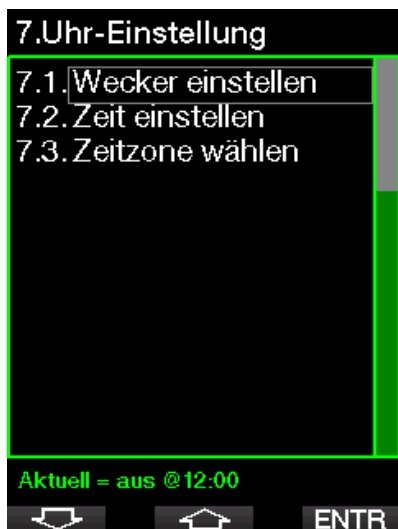 7.Uhr-Einstellung
7.1.Wecker einstellen
7.2.Zeit einstellen
7.3.Zeitzone wählen
Aktuell = aus @12:00
ENTR